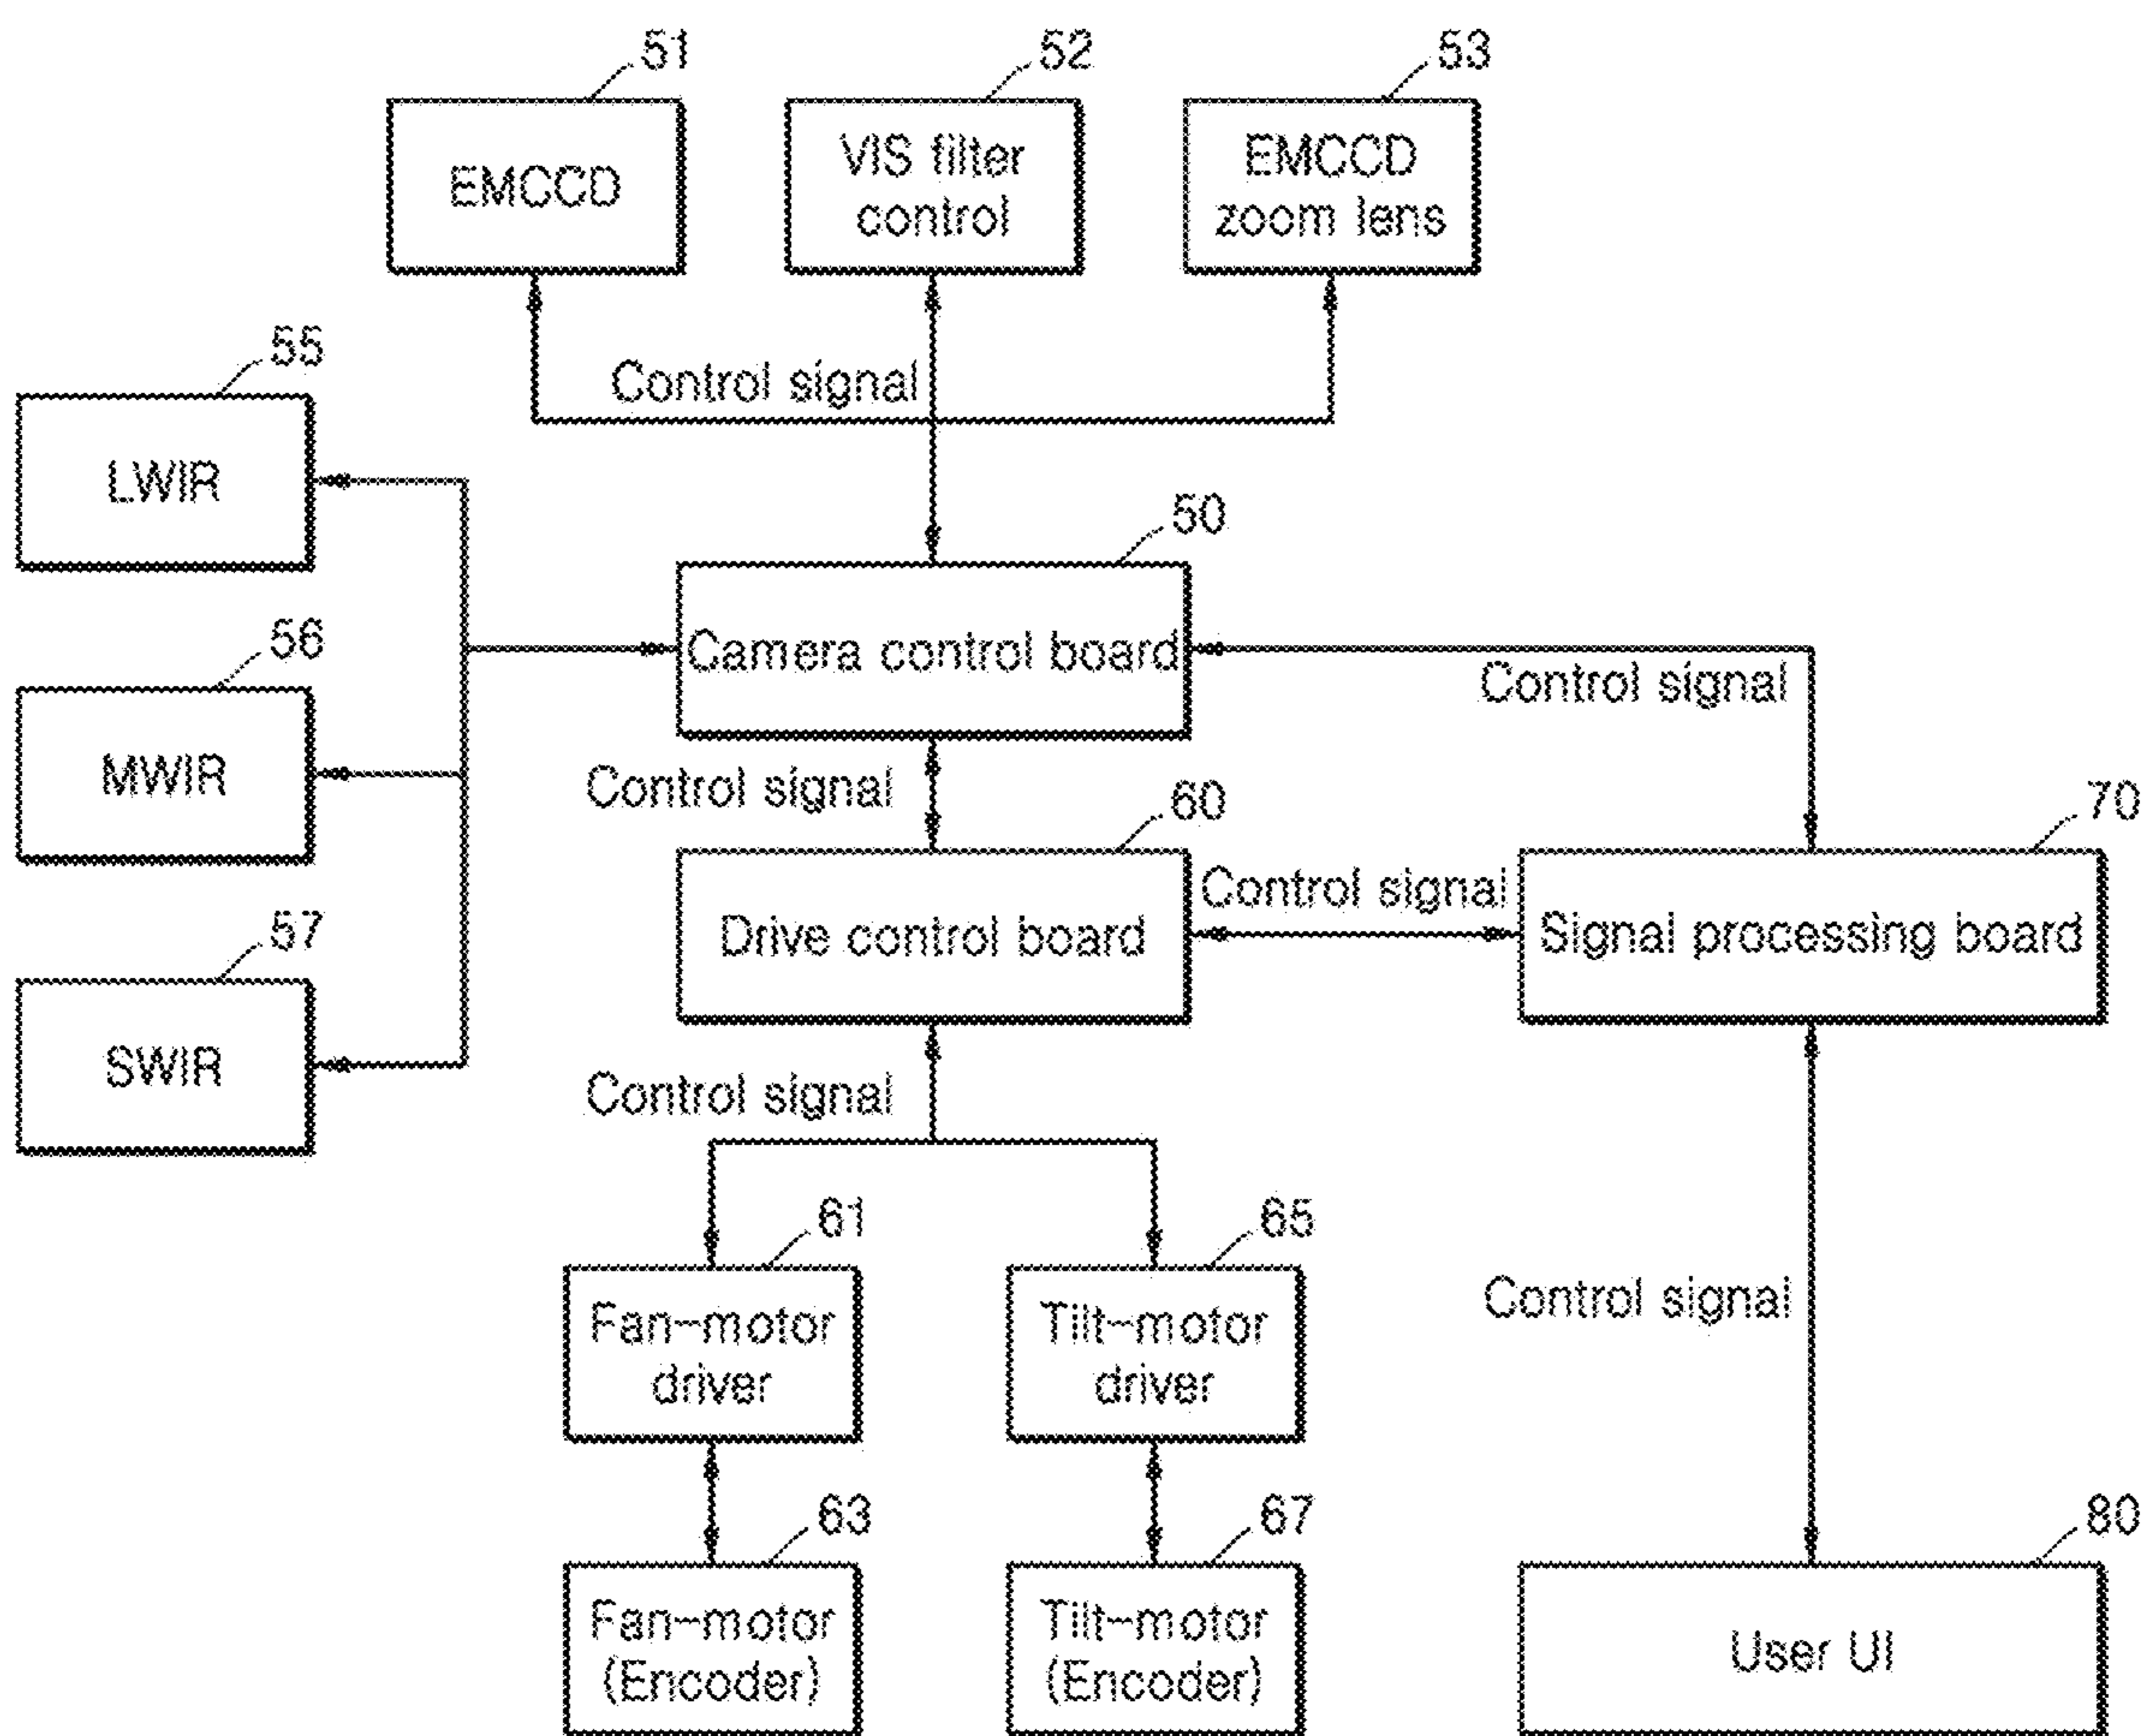 51
52
53
EMCCD
VIS filter
control
EMCCD
zoom lens
55
Control signal
LWIR
50
56
Camera control board
Control signal
MWIR
Control signal
60
70
57
Control signal
Drive control board
Signal processing board
SWIR
Control signal
61
65
Fan-motor
driver
Tilt-motor
driver
Control signal
63
67
80
Fan-motor
(Encoder)
Tilt-motor
(Encoder)
User UI